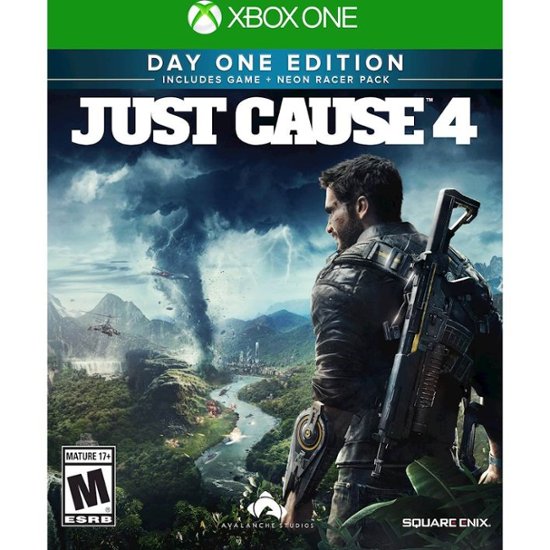 XBOX ONE
DAY ONE EDITION
INCLUDES GAME + NEON RACER PACK
JUST CAUSE 4™
MATURE 17+
M
ESRB
AVALANCHE STUDIOS
SQUARE ENIX.